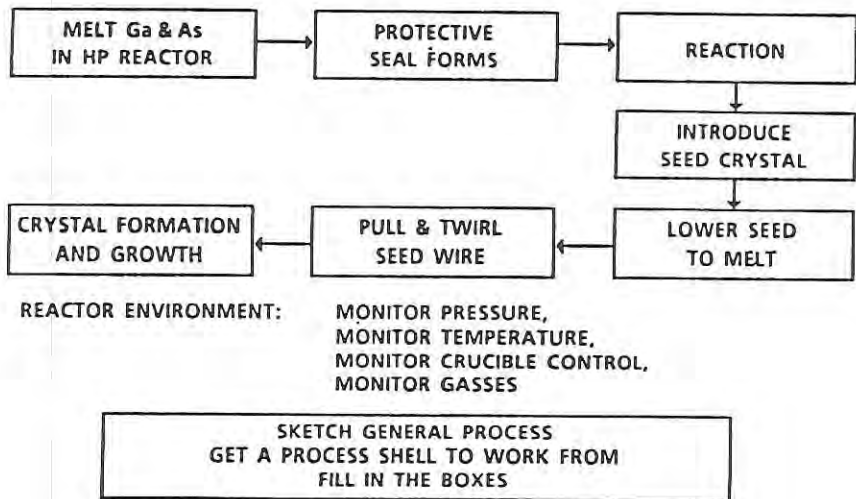 MELT Ga & As
IN HP REACTOR
PROTECTIVE
SEAL FORMS
REACTION
INTRODUCE
SEED CRYSTAL
LOWER SEED
TO MELT
PULL & TWIRL
SEED WIRE
CRYSTAL FORMATION
AND GROWTH
REACTOR ENVIRONMENT:
MONITOR PRESSURE,
MONITOR TEMPERATURE,
MONITOR CRUCIBLE CONTROL,
MONITOR GASSES
SKETCH GENERAL PROCESS
GET A PROCESS SHELL TO WORK FROM
FILL IN THE BOXES